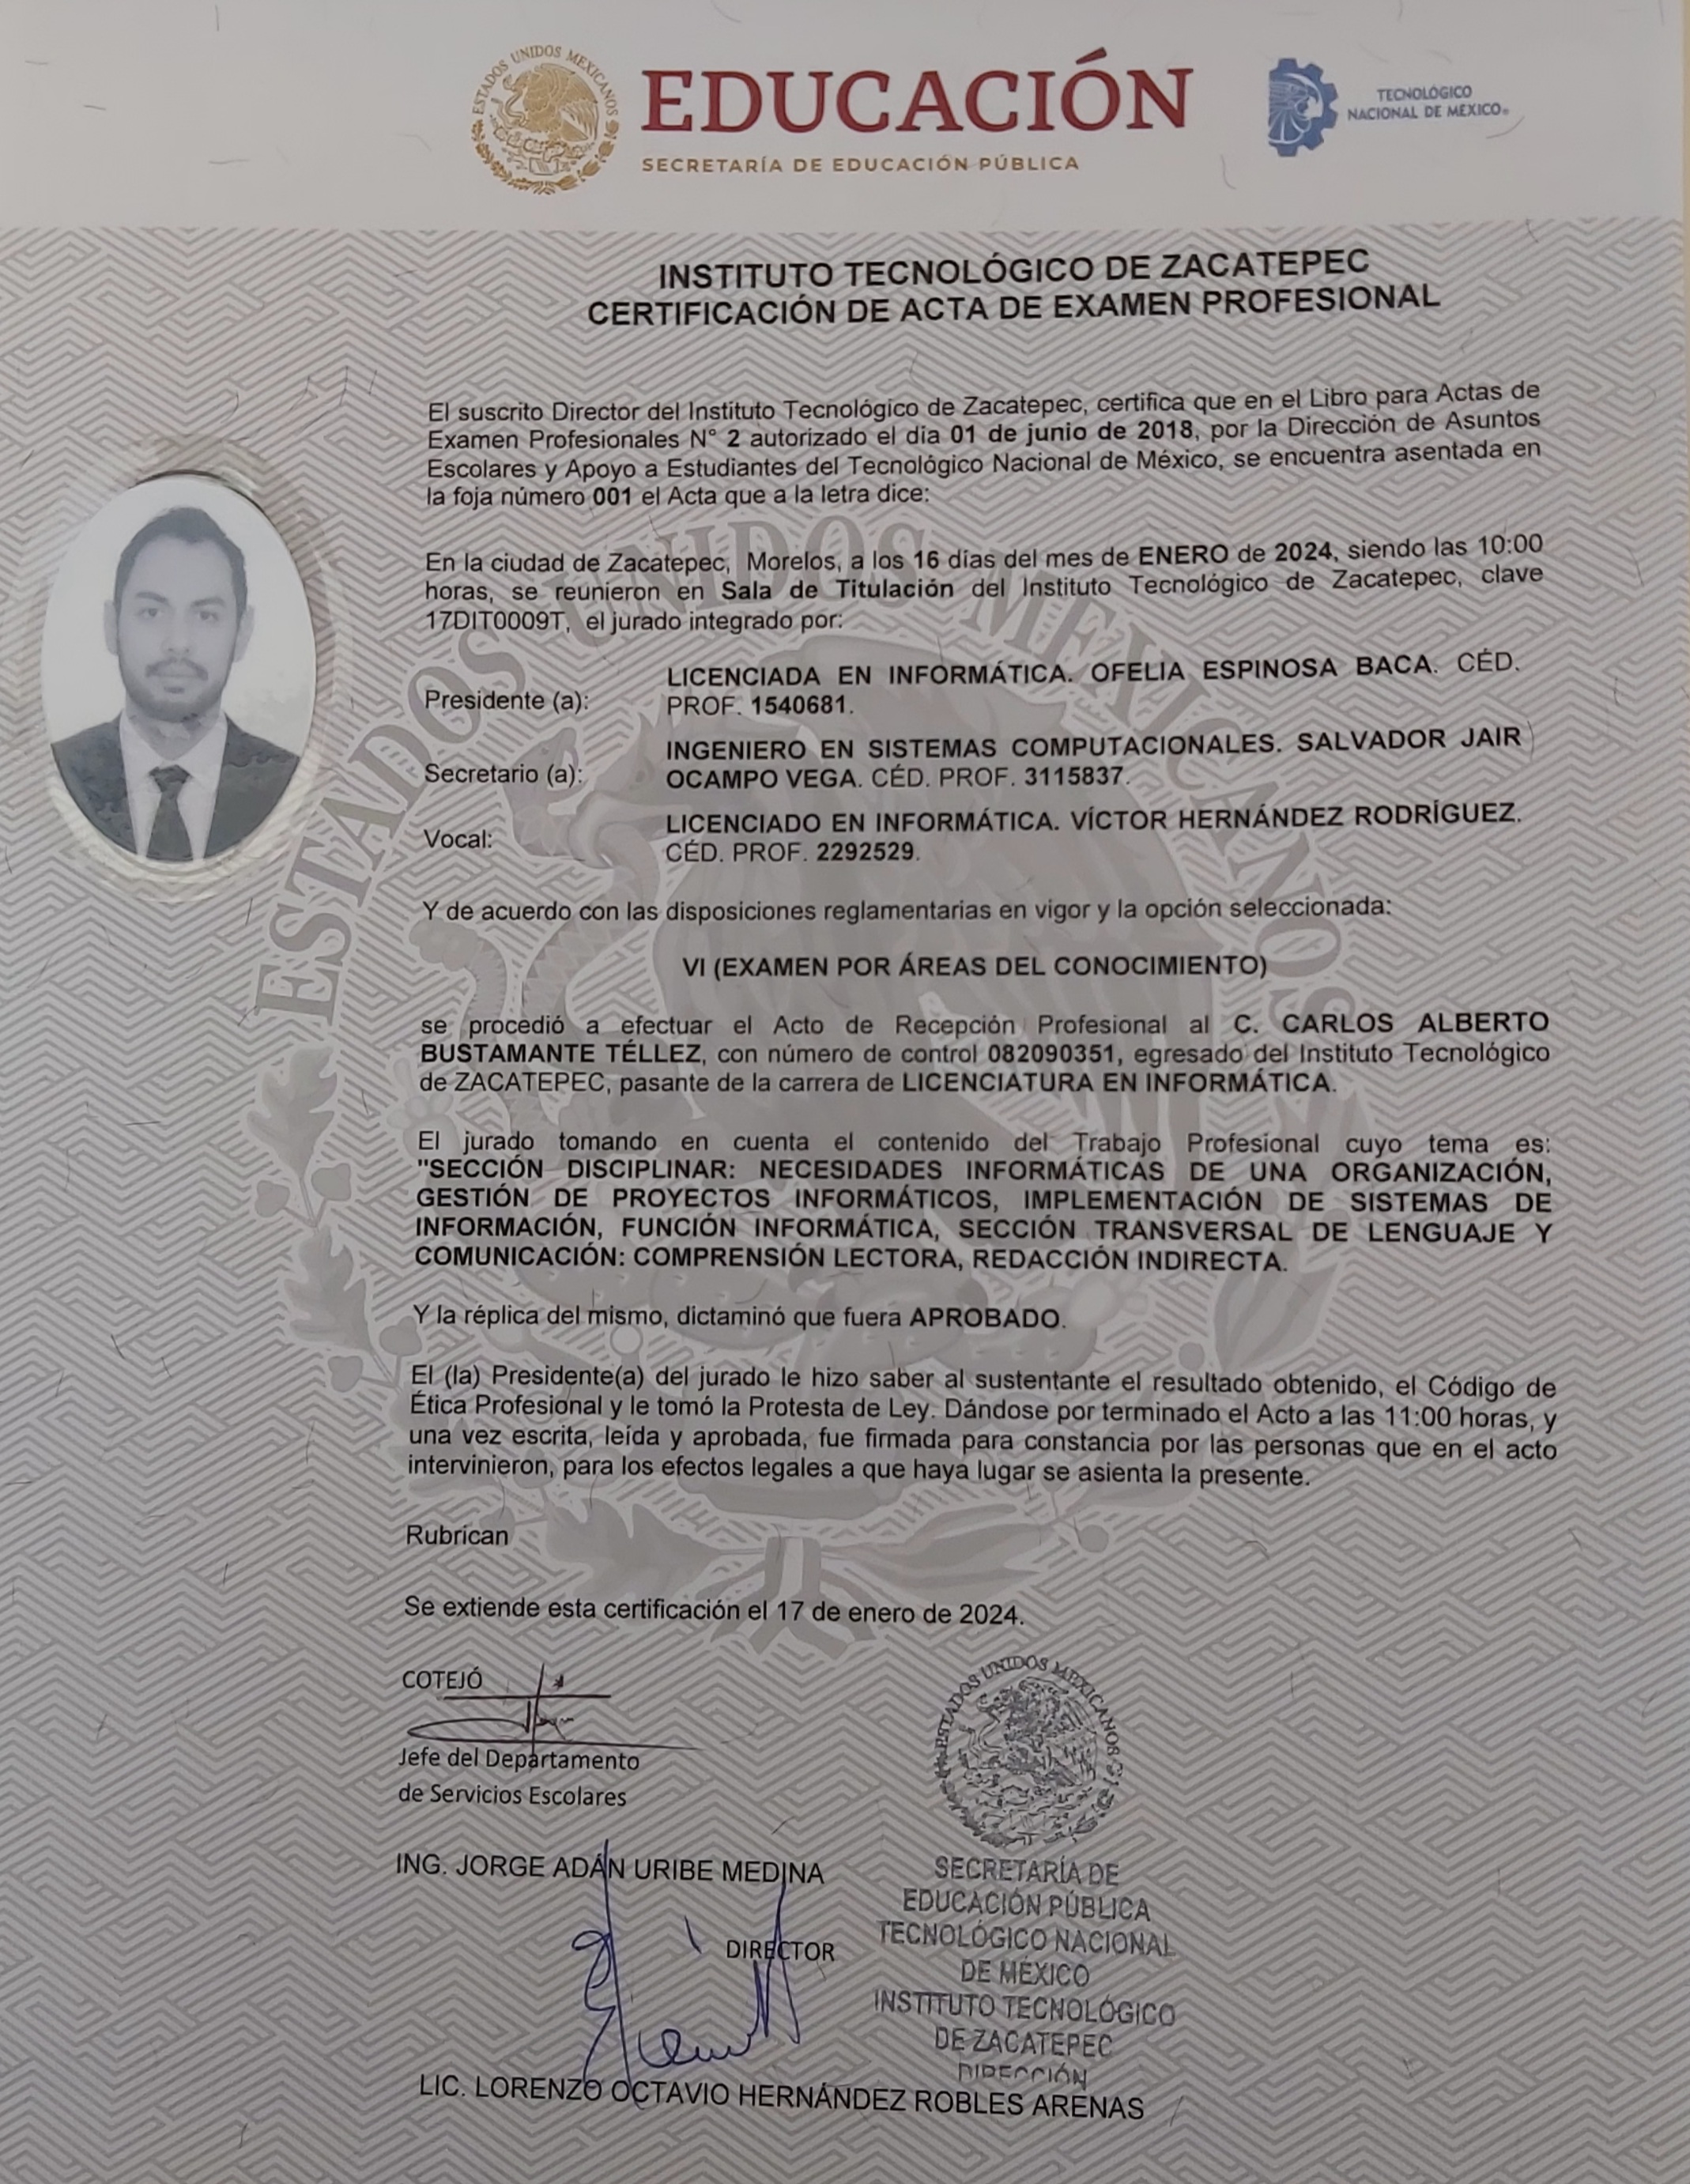 ESTADOS UNIDOS MEXICANOS
EDUCACIÓN
SECRETARÍA DE EDUCACIÓN PÚBLICA
TECNOLÓGICO
NACIONAL DE MÉXICO®
INSTITUTO TECNOLÓGICO DE ZACATEPEC
CERTIFICACIÓN DE ACTA DE EXAMEN PROFESIONAL
El suscrito Director del Instituto Tecnológico de Zacatepec, certifica que en el Libro para Actas de
Examen Profesionales N° 2 autorizado el día 01 de junio de 2018, por la Dirección de Asuntos
Escolares y Apoyo a Estudiantes del Tecnológico Nacional de México, se encuentra asentada en
la foja número 001 el Acta que a la letra dice:
En la ciudad de Zacatepec, Morelos, a los 16 días del mes de ENERO de 2024, siendo las 10:00
horas, se reunieron en Sala de Titulación del Instituto Tecnológico de Zacatepec, clave
17DIT0009T, el jurado integrado por:
Presidente (a):
LICENCIADA EN INFORMÁTICA. OFELIA ESPINOSA BACA. CÉD.
PROF. 1540681.
Secretario (a):
INGENIERO EN SISTEMAS COMPUTACIONALES. SALVADOR JAIR
OCAMPO VEGA. CÉD. PROF. 3115837.
Vocal:
LICENCIADO EN INFORMÁTICA. VÍCTOR HERNÁNDEZ RODRÍGUEZ.
CÉD. PROF. 2292529.
Y de acuerdo con las disposiciones reglamentarias en vigor y la opción seleccionada:
VI (EXAMEN POR ÁREAS DEL CONOCIMIENTO)
se procedió a efectuar el Acto de Recepción Profesional al C. CARLOS ALBERTO
BUSTAMANTE TÉLLEZ, con número de control 082090351, egresado del Instituto Tecnológico
de ZACATEPEC, pasante de la carrera de LICENCIATURA EN INFORMÁTICA.
El jurado tomando en cuenta el contenido del Trabajo Profesional cuyo tema es:
"SECCIÓN DISCIPLINAR: NECESIDADES INFORMÁTICAS DE UNA ORGANIZACIÓN,
GESTIÓN DE PROYECTOS INFORMÁTICOS, IMPLEMENTACIÓN DE SISTEMAS DE
INFORMACIÓN, FUNCIÓN INFORMÁTICA, SECCIÓN TRANSVERSAL DE LENGUAJE Y
COMUNICACIÓN: COMPRENSIÓN LECTORA, REDACCIÓN INDIRECTA.
Y la réplica del mismo, dictaminó que fuera APROBADO.
El (la) Presidente(a) del jurado le hizo saber al sustentante el resultado obtenido, el Código de
Ética Profesional y le tomó la Protesta de Ley. Dándose por terminado el Acto a las 11:00 horas, y
una vez escrita, leída y aprobada, fue firmada para constancia por las personas que en el acto
intervinieron, para los efectos legales a que haya lugar se asienta la presente.
Rubrican
Se extiende esta certificación el 17 de enero de 2024.
ESTADOS UNIDOS MEXICANOS
COTEJÓ
Jefe del Departamento
de Servicios Escolares
ING. JORGE ADÁN URIBE MEDINA
DIRECTOR
ESTADOS UNIDOS MEXICANOS
SECRETARÍA DE
EDUCACIÓN PÚBLICA
TECNOLÓGICO NACIONAL
DE MÉXICO
INSTITUTO TECNOLÓGICO
DE ZACATEPEC
DIRECCIÓN
LIC. LORENZO OCTAVIO HERNÁNDEZ ROBLES ARENAS